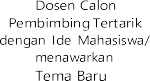 Dosen Calon
Pembimbing Tertarik
dengan Ide Mahasiswa/
menawarkan
Tema Baru